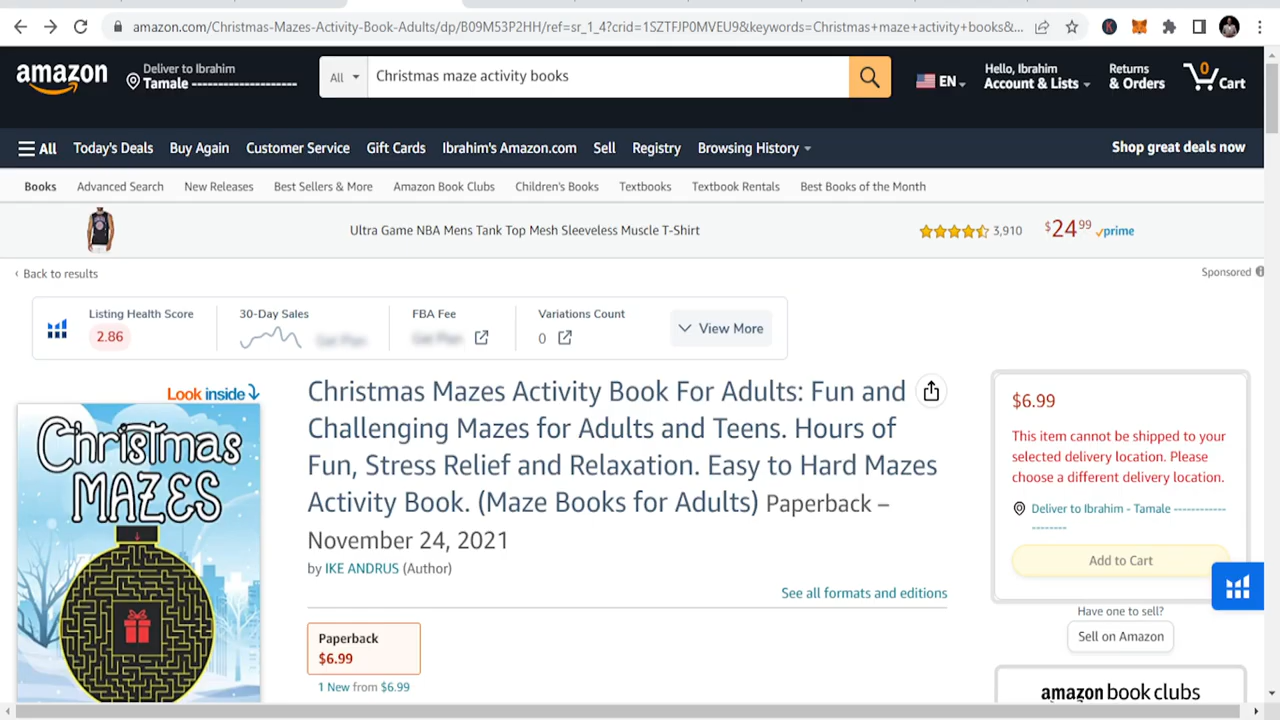 amazon.com/Christmas-Mazes-Activity-Book-Adults/dp/B09M53P2HH/ref=sr_1_4?crid=1SZTFJP0MVEU9&keywords=Christmas+maze+activity+books&...
amazon
Deliver to Ibrahim
Tamale ------------------
All
Christmas maze activity books
EN
Hello, Ibrahim
Account & Lists
Returns
& Orders
0
Cart
All
Today's Deals
Buy Again
Customer Service
Gift Cards
Ibrahim's Amazon.com
Sell
Registry
Browsing History
Shop great deals now
Books
Advanced Search
New Releases
Best Sellers & More
Amazon Book Clubs
Children's Books
Textbooks
Textbook Rentals
Best Books of the Month
Ultra Game NBA Mens Tank Top Mesh Sleeveless Muscle T-Shirt
3,910
$24 99
prime
‹ Back to results
Sponsored
Listing Health Score
2.86
30-Day Sales
FBA Fee
Variations Count
0
View More
Look inside
Christmas
MAZES
Christmas Mazes Activity Book For Adults: Fun and
Challenging Mazes for Adults and Teens. Hours of
Fun, Stress Relief and Relaxation. Easy to Hard Mazes
Activity Book. (Maze Books for Adults) Paperback –
November 24, 2021
by IKE ANDRUS (Author)
See all formats and editions
Paperback
$6.99
1 New from $6.99
$6.99
This item cannot be shipped to your
selected delivery location. Please
choose a different delivery location.
Deliver to Ibrahim - Tamale ------------
--------
Add to Cart
Have one to sell?
Sell on Amazon
amazon book clubs